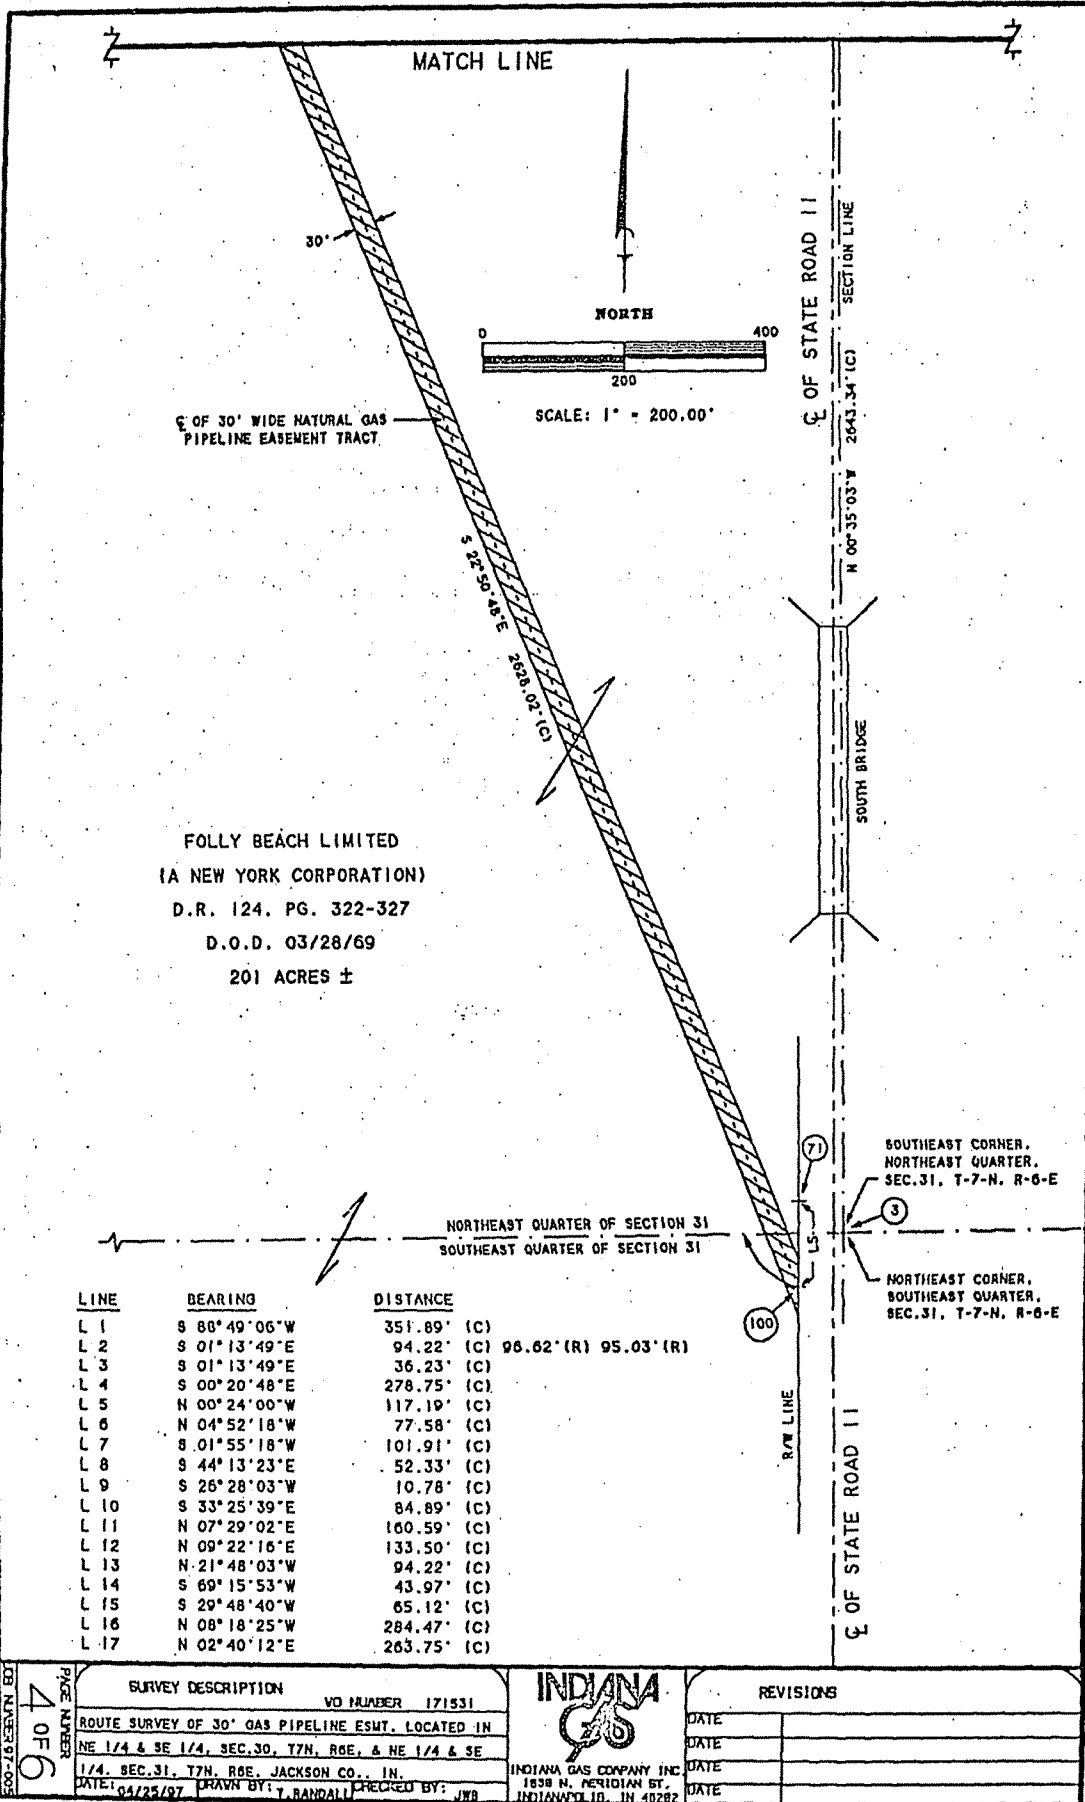 MATCH LINE
30'
NORTH
0 400
200
SCALE: 1" = 200.00'
℄ OF STATE ROAD 11
SECTION LINE
N 00°35'03"W 2643.34'(C)
℄ OF 30' WIDE NATURAL GAS
PIPELINE EASEMENT TRACT
S 22°50'48"E 2628.02'(C)
SOUTH BRIDGE
FOLLY BEACH LIMITED
(A NEW YORK CORPORATION)
D.R. 124. PG. 322-327
D.O.D. 03/28/69
201 ACRES ±
71
SOUTHEAST CORNER.
NORTHEAST QUARTER.
SEC.31, T-7-N, R-6-E
3
NORTHEAST QUARTER OF SECTION 31
SOUTHEAST QUARTER OF SECTION 31
L5
NORTHEAST CORNER,
SOUTHEAST QUARTER.
SEC.31, T-7-N, R-6-E
100
R/W LINE
℄ OF STATE ROAD 11
LINE BEARING DISTANCE
L 1 S 88°49'06"W 351.89' (C)
L 2 S 01°13'49"E 94.22' (C) 96.62'(R) 95.03'(R)
L 3 S 01°13'49"E 36.23' (C)
L 4 S 00°20'48"E 278.75' (C)
L 5 N 00°24'00"W 117.19' (C)
L 6 N 04°52'18"W 77.58' (C)
L 7 S 01°55'18"W 101.91' (C)
L 8 S 44°13'23"E 52.33' (C)
L 9 S 26°28'03"W 10.78' (C)
L 10 S 33°25'39"E 84.89' (C)
L 11 N 07°29'02"E 160.59' (C)
L 12 N 09°22'16"E 133.50' (C)
L 13 N 21°48'03"W 94.22' (C)
L 14 S 69°15'53"W 43.97' (C)
L 15 S 29°48'40"W 65.12' (C)
L 16 N 08°18'25"W 284.47' (C)
L 17 N 02°40'12"E 263.75' (C)
JOB NUMBER 97-005
PAGE NUMBER
4 OF 6
SURVEY DESCRIPTION
WO NUMBER 171531
ROUTE SURVEY OF 30' GAS PIPELINE ESMT. LOCATED IN
NE 1/4 & SE 1/4, SEC.30, T7N, R6E, & NE 1/4 & SE
1/4. SEC.31, T7N. R6E. JACKSON CO., IN.
DATE: 04/25/97 DRAWN BY: T.RANDALL CHECKED BY: JWB
INDIANA
GAS
INDIANA GAS COMPANY INC.
1630 N. MERIDIAN ST.
INDIANAPOLIS, IN 46202
REVISIONS
DATE
DATE
DATE
DATE